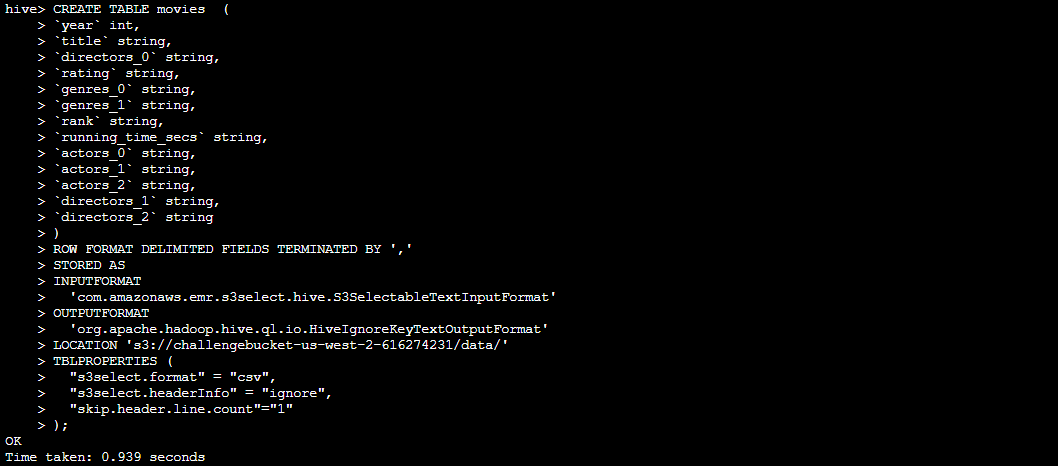 hive> CREATE TABLE movies  (
    > `year` int,
    > `title` string,
    > `directors_0` string,
    > `rating` string,
    > `genres_0` string,
    > `genres_1` string,
    > `rank` string,
    > `running_time_secs` string,
    > `actors_0` string,
    > `actors_1` string,
    > `actors_2` string,
    > `directors_1` string,
    > `directors_2` string
    > )
    > ROW FORMAT DELIMITED FIELDS TERMINATED BY ','
    > STORED AS
    > INPUTFORMAT
    >   'com.amazonaws.emr.s3select.hive.S3SelectableTextInputFormat'
    > OUTPUTFORMAT
    >   'org.apache.hadoop.hive.ql.io.HiveIgnoreKeyTextOutputFormat'
    > LOCATION 's3://challengebucket-us-west-2-616274231/data/'
    > TBLPROPERTIES (
    >   "s3select.format" = "csv",
    >   "s3select.headerInfo" = "ignore",
    >   "skip.header.line.count"="1"
    > );
OK
Time taken: 0.939 seconds